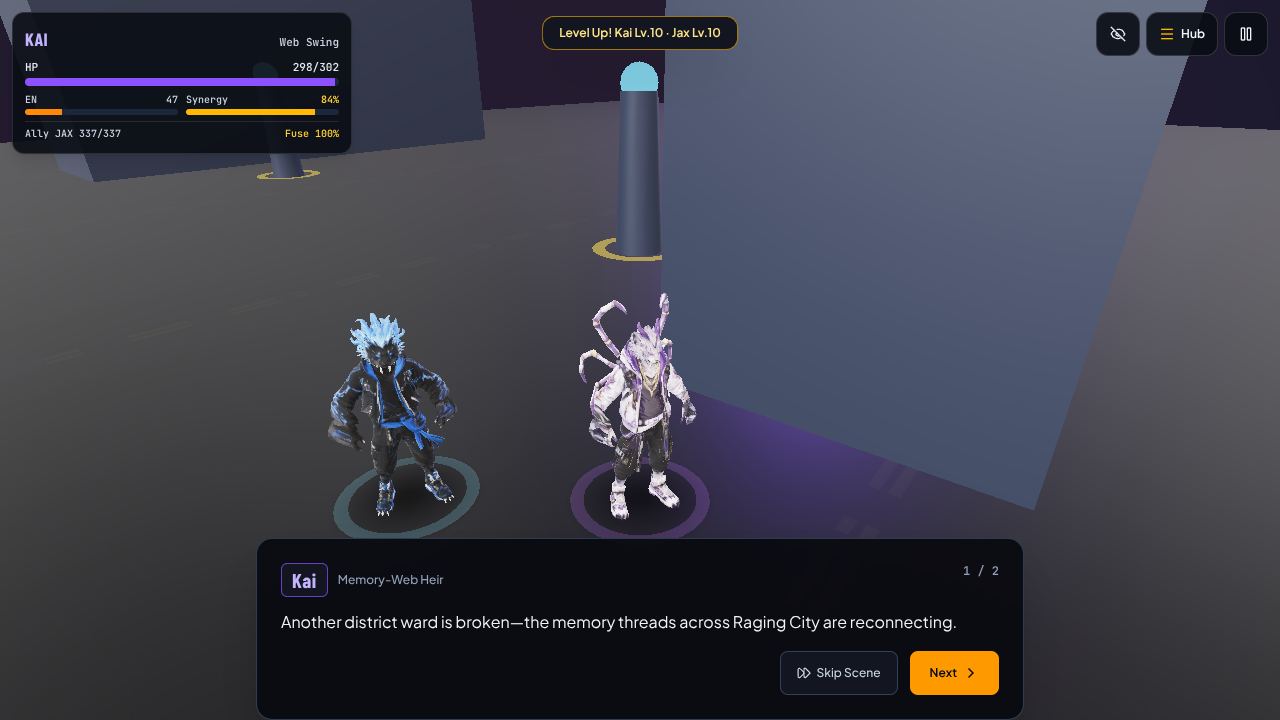 KAI
Web Swing
HP 298/302
EN 47 Synergy 84%
Ally JAX 337/337 Fuse 100%
Level Up! Kai Lv.10 · Jax Lv.10
Hub
Kai Memory-Web Heir 1 / 2
Another district ward is broken—the memory threads across Raging City are reconnecting.
Skip Scene Next